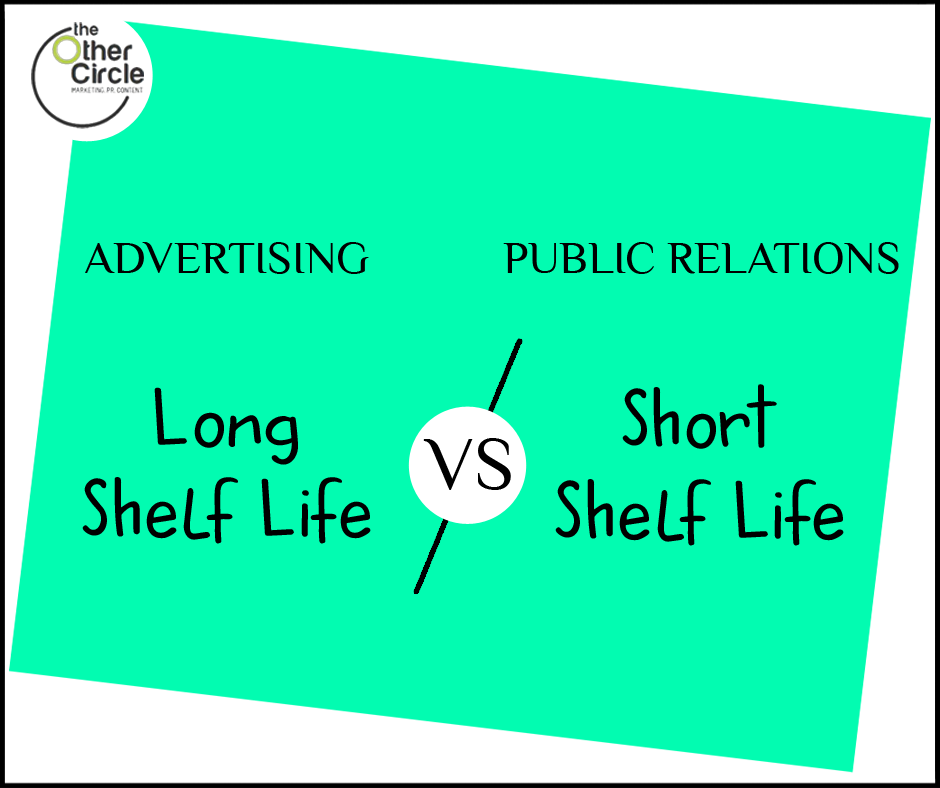 the
Other
Circle
MARKETING. PR. CONTENT
ADVERTISING
PUBLIC RELATIONS
Long
Shelf Life
VS
Short
Shelf Life